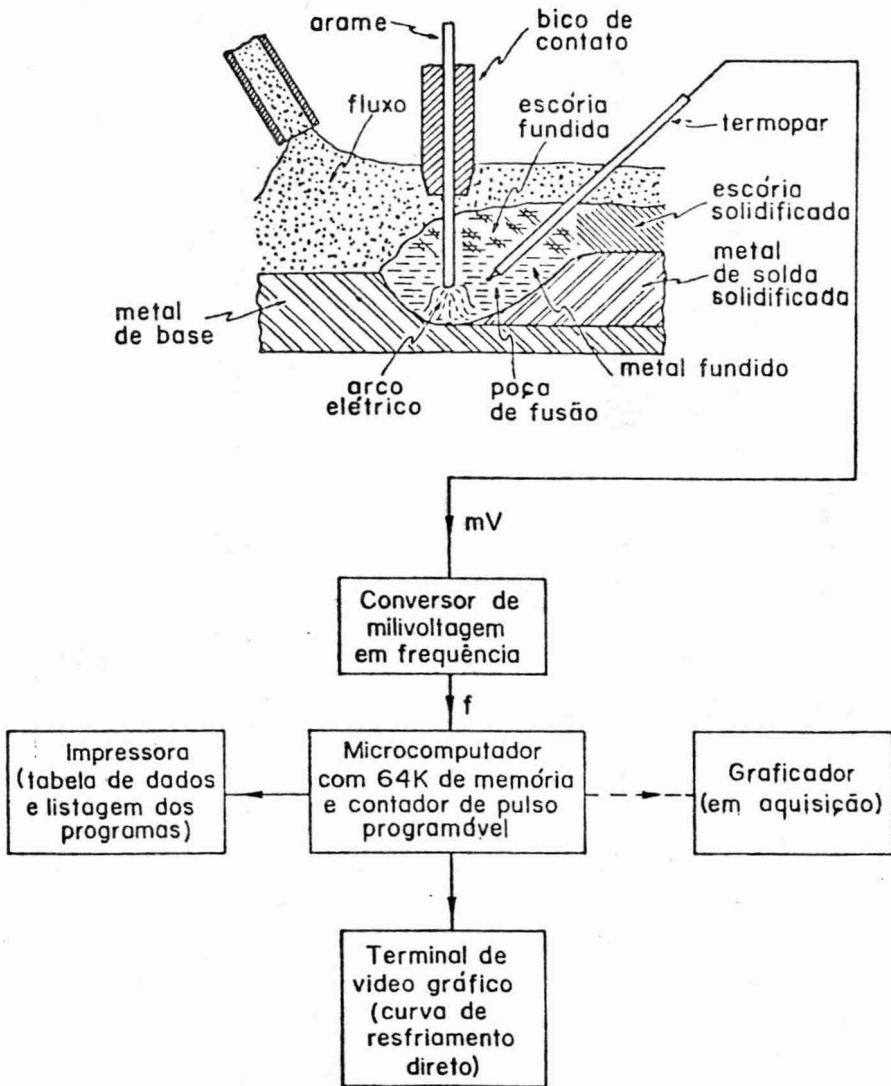 arame
bico de
contato
fluxo
escória
fundida
termopar
escória
solidificada
metal
de solda
solidificada
metal
de base
metal fundido
arco
elétrico
poça
de fusão
mV
Conversor de
milivoltagem
em frequência
f
Impressora
(tabela de dados
e listagem dos
programas)
Microcomputador
com 64K de memória
e contador de pulso
programável
Graficador
(em aquisição)
Terminal de
video gráfico
(curva de
resfriamento
direto)